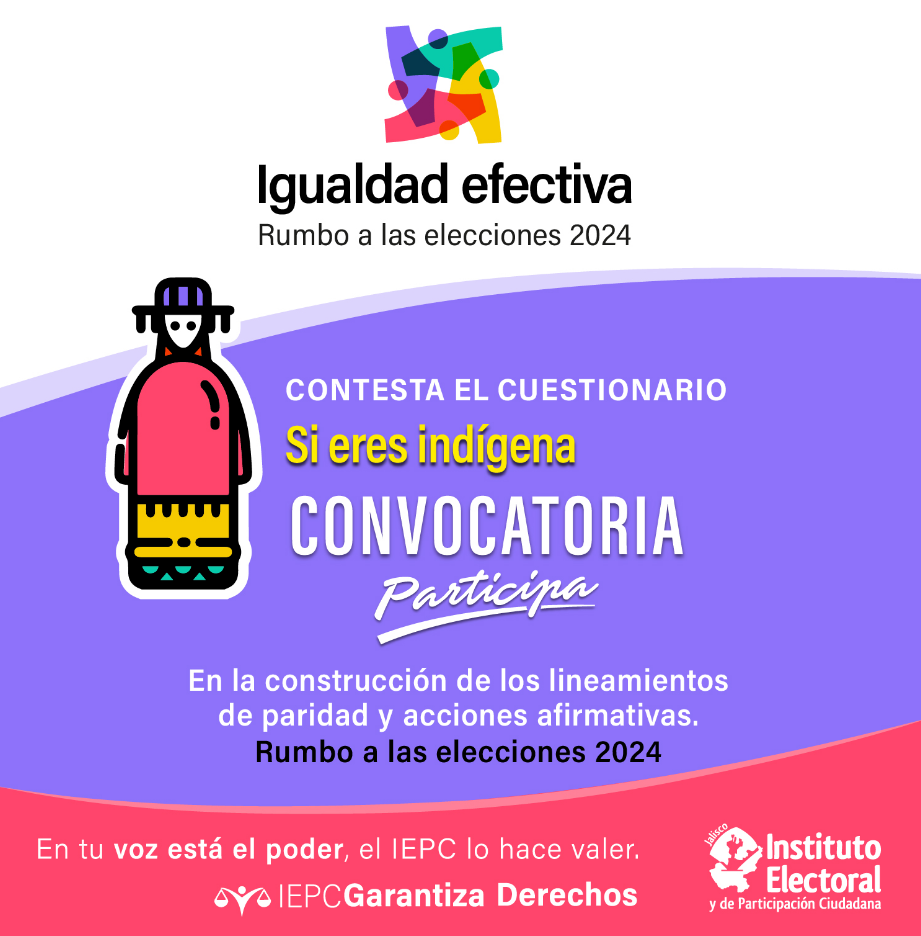 Igualdad efectiva
Rumbo a las elecciones 2024
CONTESTA EL CUESTIONARIO
Si eres indígena
CONVOCATORIA
Participa
En la construcción de los lineamientos
de paridad y acciones afirmativas.
Rumbo a las elecciones 2024
En tu voz está el poder, el IEPC lo hace valer.
IEPCGarantiza Derechos
Jalisco
Instituto
Electoral
y de Participación Ciudadana